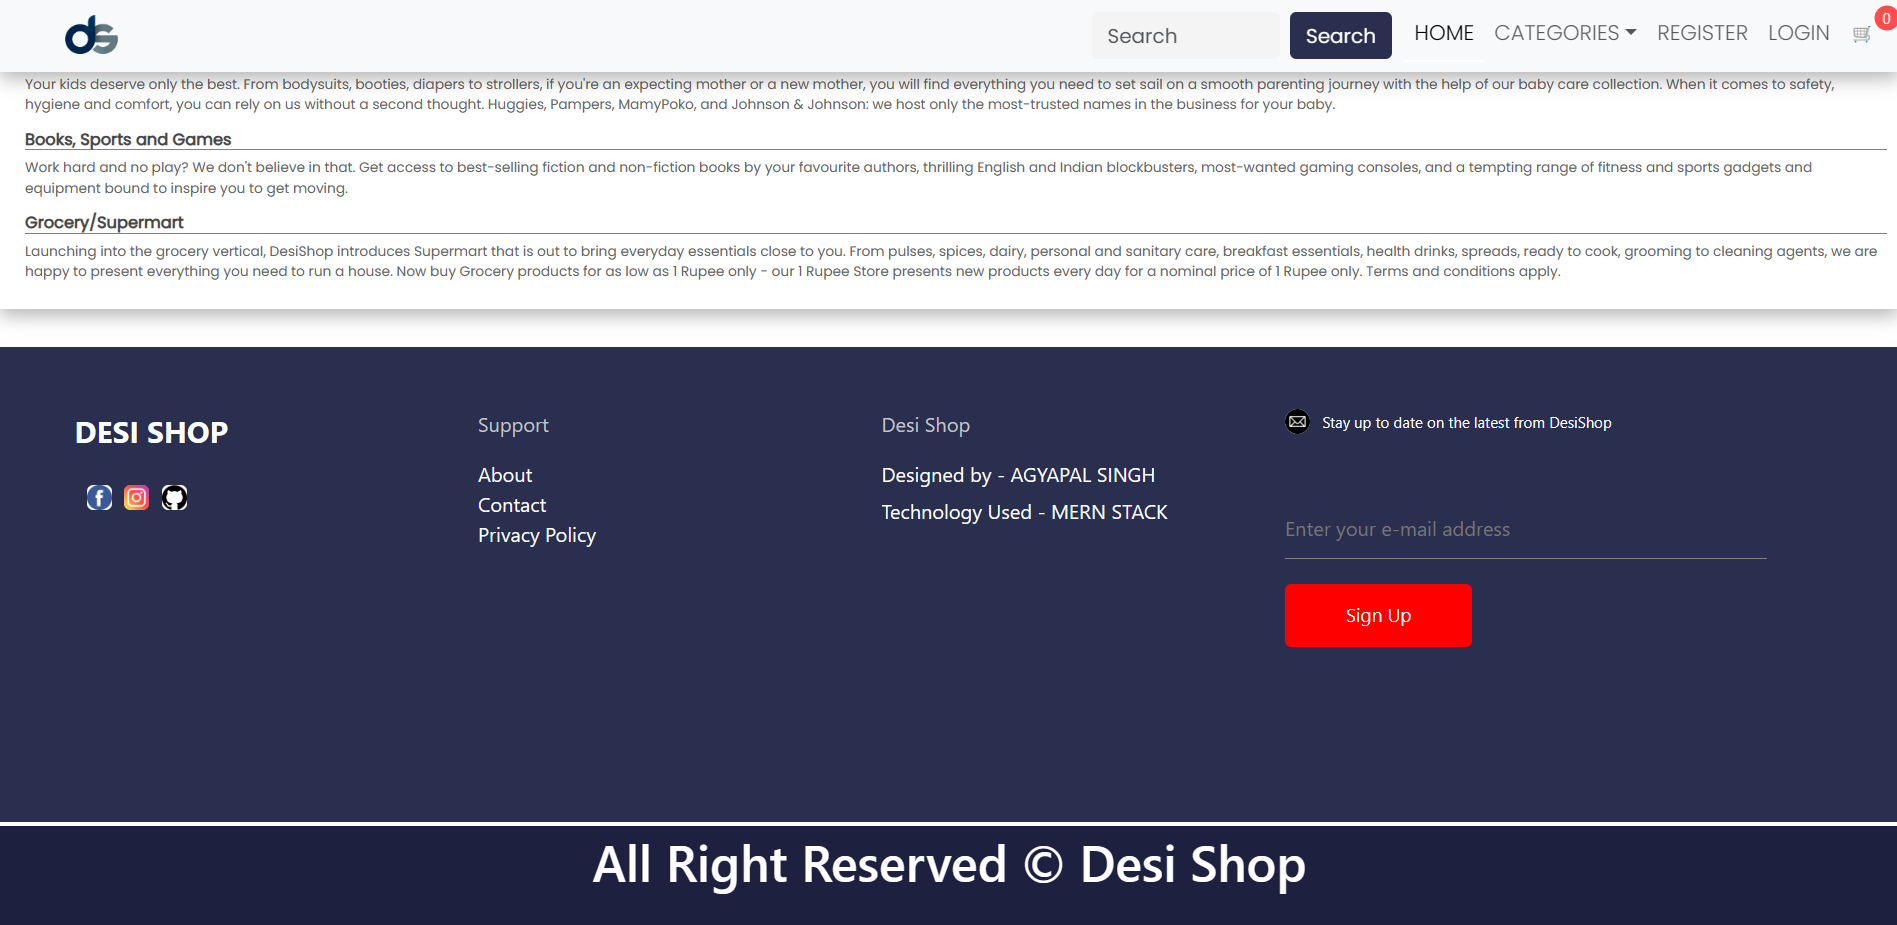 ds
Search
Search
HOME
CATEGORIES
REGISTER
LOGIN
0
Your kids deserve only the best. From bodysuits, booties, diapers to strollers, if you're an expecting mother or a new mother, you will find everything you need to set sail on a smooth parenting journey with the help of our baby care collection. When it comes to safety,
hygiene and comfort, you can rely on us without a second thought. Huggies, Pampers, MamyPoko, and Johnson & Johnson: we host only the most-trusted names in the business for your baby.
Books, Sports and Games
Work hard and no play? We don't believe in that. Get access to best-selling fiction and non-fiction books by your favourite authors, thrilling English and Indian blockbusters, most-wanted gaming consoles, and a tempting range of fitness and sports gadgets and
equipment bound to inspire you to get moving.
Grocery/Supermart
Launching into the grocery vertical, DesiShop introduces Supermart that is out to bring everyday essentials close to you. From pulses, spices, dairy, personal and sanitary care, breakfast essentials, health drinks, spreads, ready to cook, grooming to cleaning agents, we are
happy to present everything you need to run a house. Now buy Grocery products for as low as 1 Rupee only - our 1 Rupee Store presents new products every day for a nominal price of 1 Rupee only. Terms and conditions apply.
DESI SHOP
Support
About
Contact
Privacy Policy
Desi Shop
Designed by - AGYAPAL SINGH
Technology Used - MERN STACK
Stay up to date on the latest from DesiShop
Enter your e-mail address
Sign Up
All Right Reserved © Desi Shop